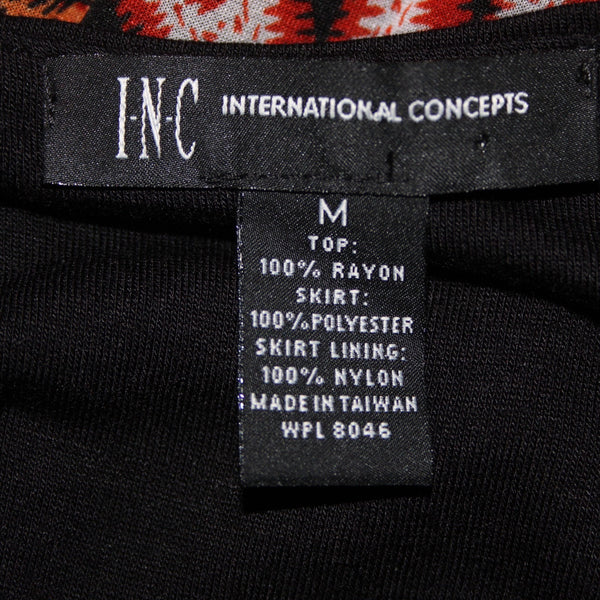 I-N-C INTERNATIONAL CONCEPTS
M
TOP:
100% RAYON
SKIRT:
100% POLYESTER
SKIRT LINING:
100% NYLON
MADE IN TAIWAN
WPL 8046